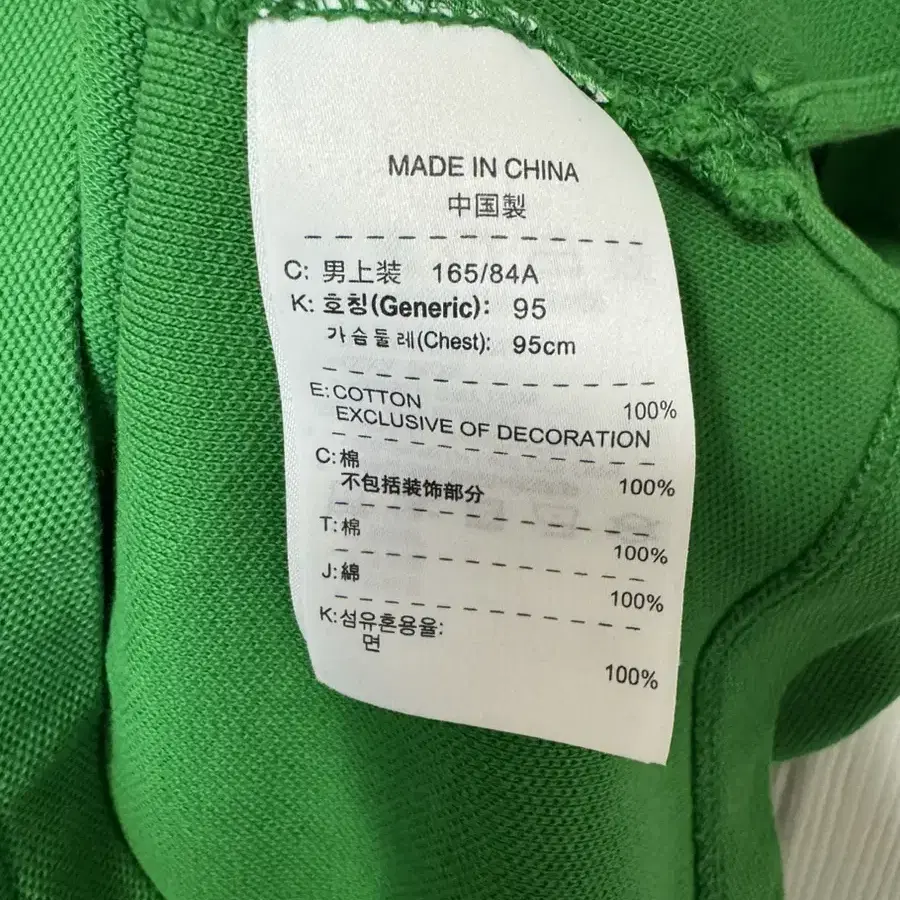 MADE IN CHINA
中国製
C: 男上装 165/84A
K: 호칭(Generic): 95
가슴둘레(Chest): 95cm
E: COTTON 100%
EXCLUSIVE OF DECORATION
C: 棉 100%
不包括装饰部分
T: 棉 100%
J: 綿 100%
K: 섬유혼용율:
면 100%